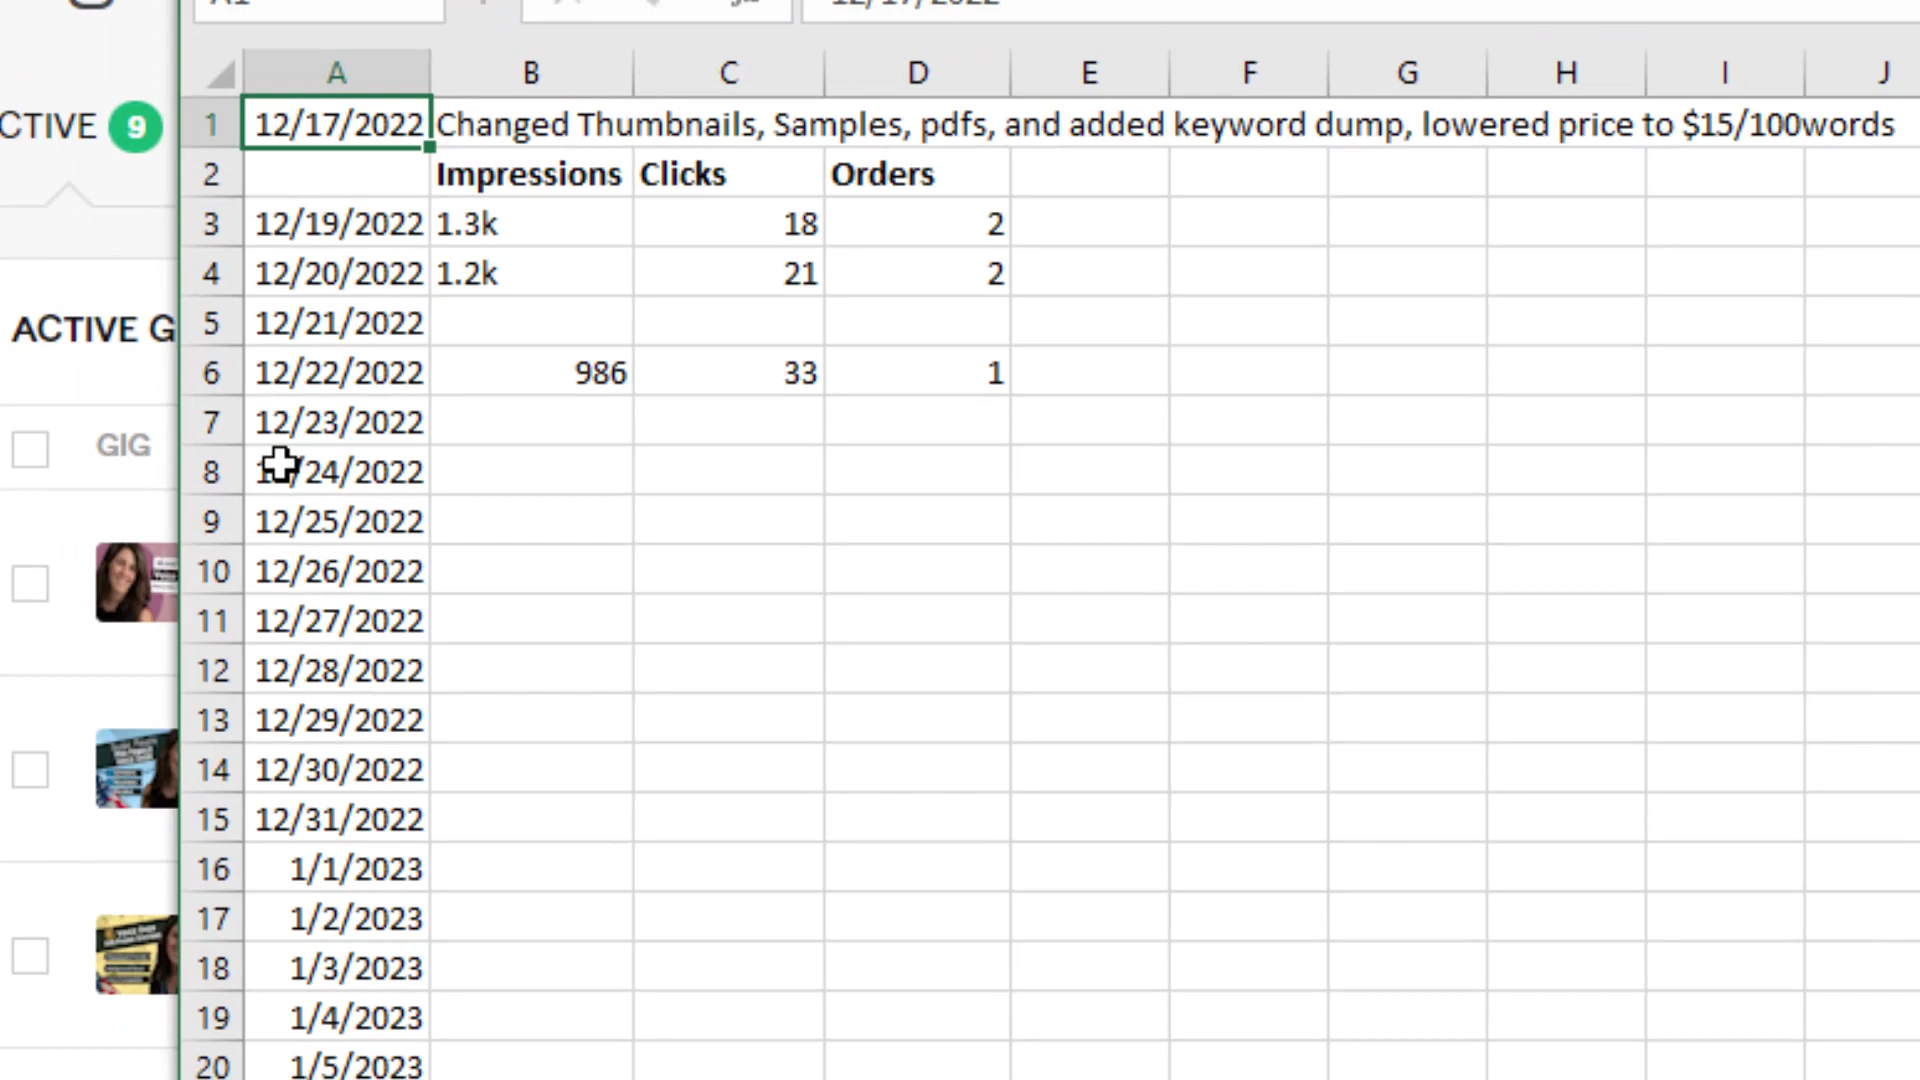 A1 12/17/2022
A B C D E F G H I J
CTIVE 9
1 12/17/2022 Changed Thumbnails, Samples, pdfs, and added keyword dump, lowered price to $15/100words
2 Impressions Clicks Orders
3 12/19/2022 1.3k 18 2
4 12/20/2022 1.2k 21 2
5 12/21/2022
ACTIVE G
6 12/22/2022 986 33 1
7 12/23/2022
GIG
8 /24/2022
9 12/25/2022
10 12/26/2022
11 12/27/2022
12 12/28/2022
13 12/29/2022
14 12/30/2022
15 12/31/2022
16 1/1/2023
17 1/2/2023
18 1/3/2023
19 1/4/2023
20 1/5/2023